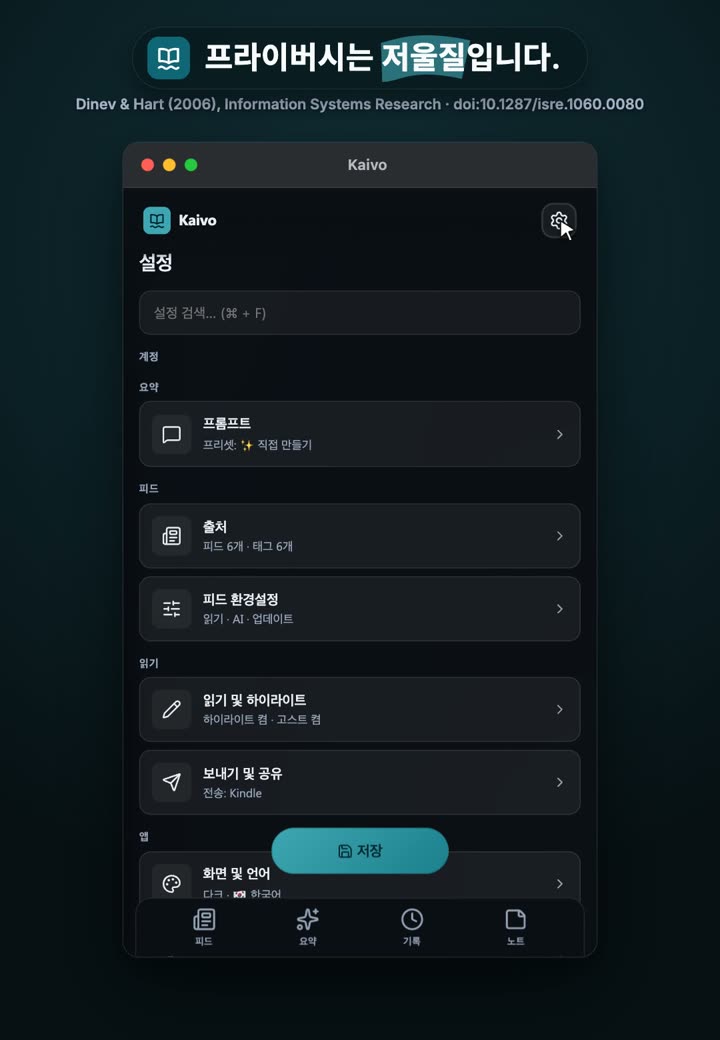 프라이버시는 저울질입니다.
Dinev & Hart (2006), Information Systems Research · doi:10.1287/isre.1060.0080
Kaivo
Kaivo
설정
설정 검색... (⌘ + F)
계정
요약
프롬프트
프리셋: ✨ 직접 만들기
피드
출처
피드 6개 · 태그 6개
피드 환경설정
읽기 · AI · 업데이트
읽기
읽기 및 하이라이트
하이라이트 켬 · 고스트 켬
보내기 및 공유
전송: Kindle
앱
저장
화면 및 언어
다크 · 🇰🇷 한국어
피드
요약
기록
노트